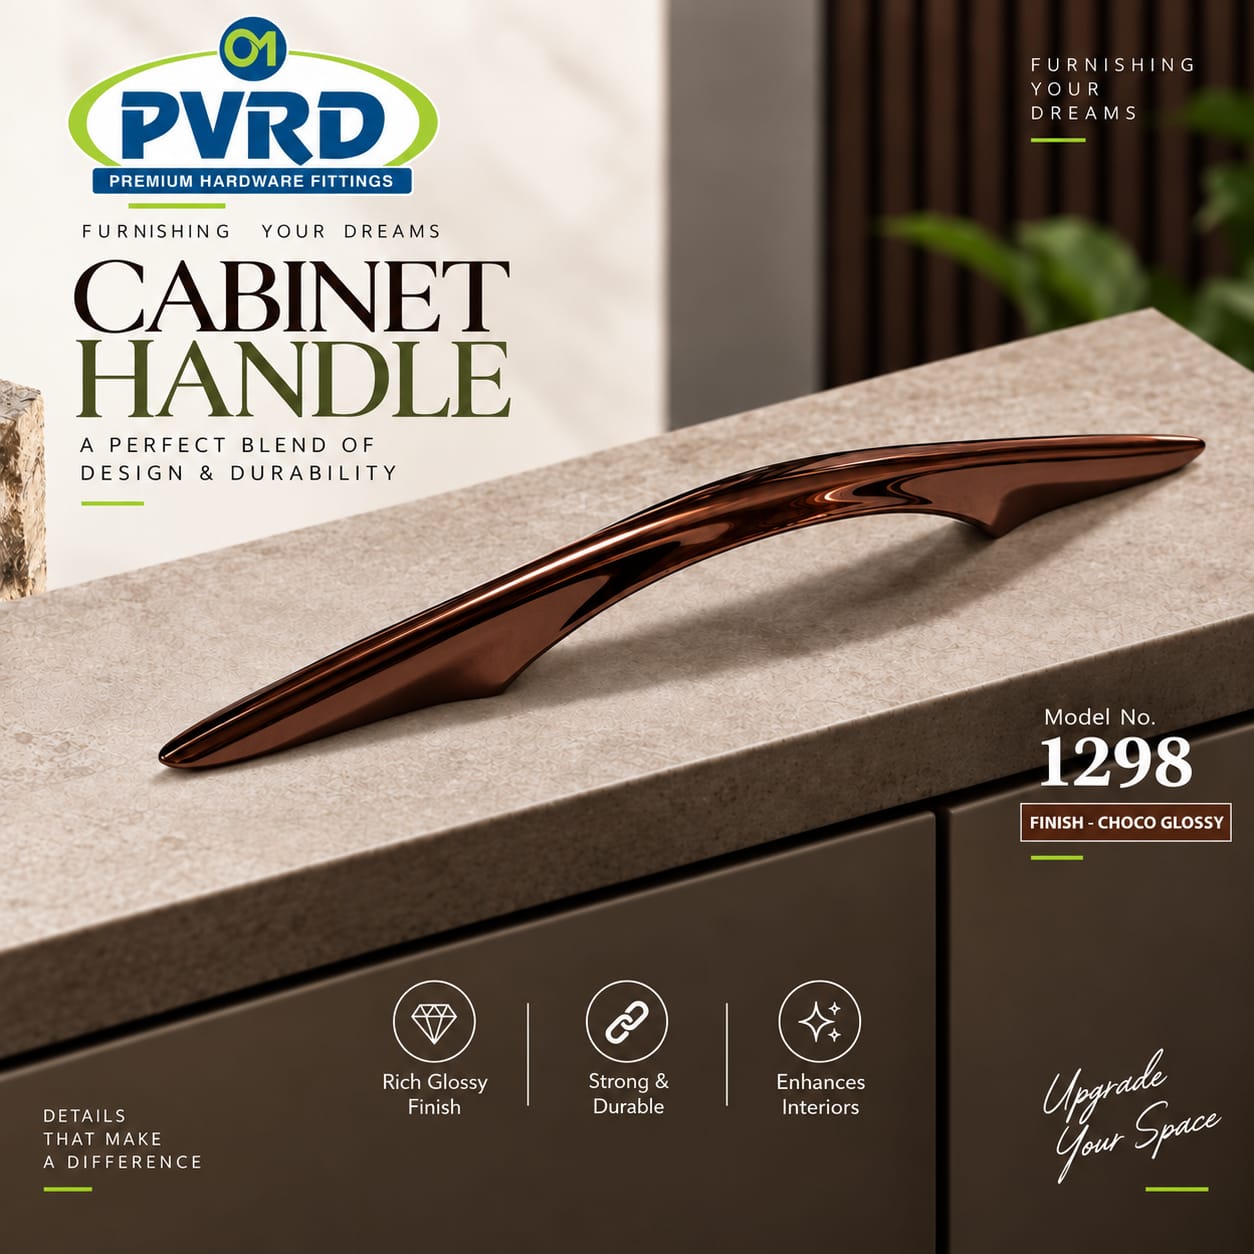 OM
PVRD
PREMIUM HARDWARE FITTINGS
FURNISHING YOUR DREAMS
CABINET
HANDLE
A PERFECT BLEND OF
DESIGN & DURABILITY
FURNISHING
YOUR
DREAMS
Model No.
1298
FINISH - CHOCO GLOSSY
Rich Glossy
Finish
Strong &
Durable
Enhances
Interiors
DETAILS
THAT MAKE
A DIFFERENCE
Upgrade
Your Space